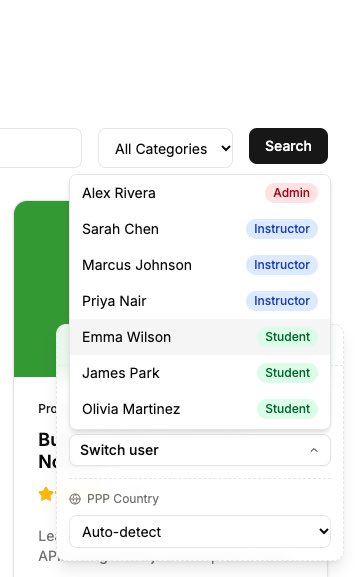 All Categories
Search
Alex Rivera Admin
Sarah Chen Instructor
Marcus Johnson Instructor
Priya Nair Instructor
Emma Wilson Student
James Park Student
Olivia Martinez Student
Switch user
PPP Country
Auto-detect